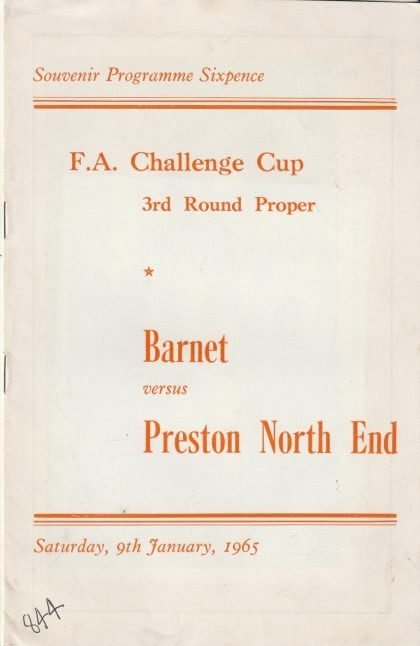 Souvenir Programme Sixpence
F.A. Challenge Cup
3rd Round Proper
Barnet
versus
Preston North End
Saturday, 9th January, 1965
844